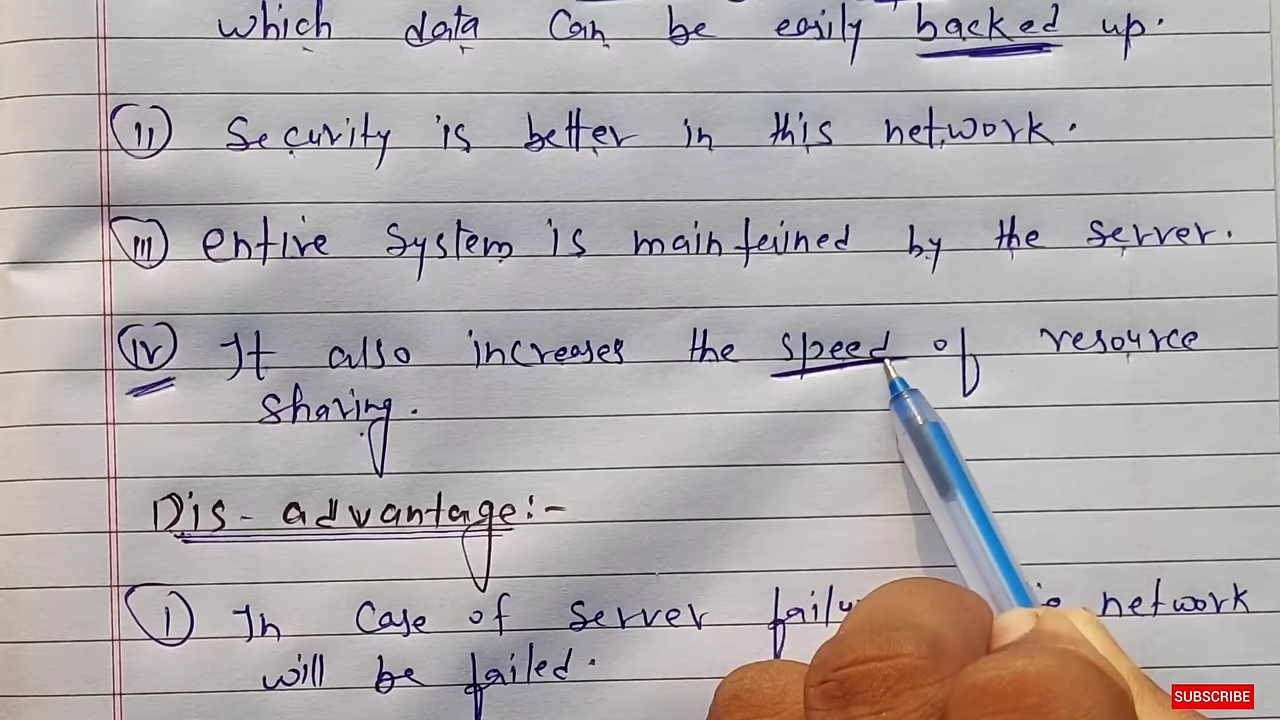 which data can be easily backed up.
(II) Security is better in this network.
(III) entire system is mainteined by the server.
(IV) It also increases the speed of resource
sharing.
Dis-advantage:-
(I) In case of server network
will be failed.
SUBSCRIBE